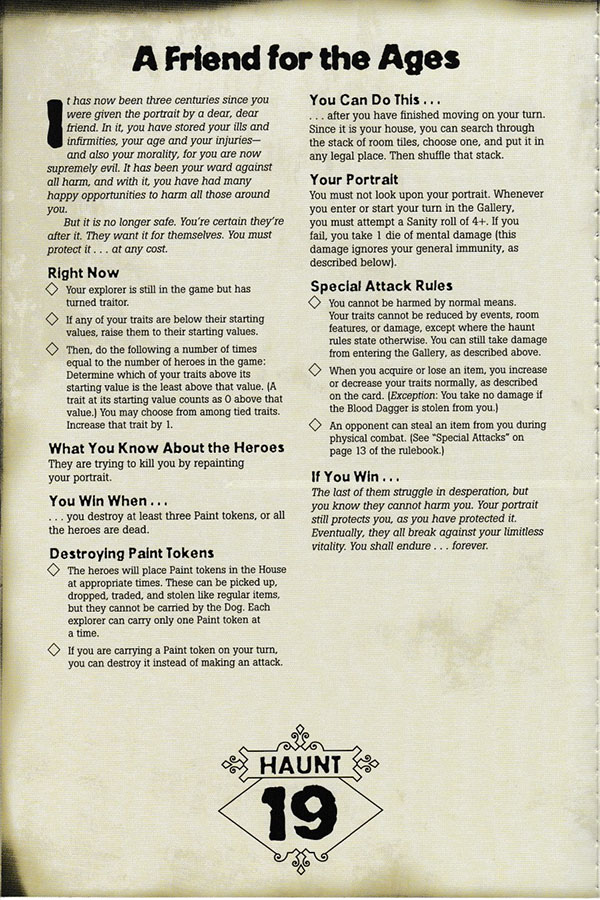 A Friend for the Ages
It has now been three centuries since you
were given the portrait by a dear, dear
friend. In it, you have stored your ills and
infirmities, your age and your injuries—
and also your morality, for you are now
supremely evil. It has been your ward against
all harm, and with it, you have had many
happy opportunities to harm all those around
you.
But it is no longer safe. You're certain they're
after it. They want it for themselves. You must
protect it . . . at any cost.
Right Now
◇ Your explorer is still in the game but has
turned traitor.
◇ If any of your traits are below their starting
values, raise them to their starting values.
◇ Then, do the following a number of times
equal to the number of heroes in the game:
Determine which of your traits above its
starting value is the least above that value. (A
trait at its starting value counts as 0 above that
value.) You may choose from among tied traits.
Increase that trait by 1.
What You Know About the Heroes
They are trying to kill you by repainting
your portrait.
You Win When . . .
. . . you destroy at least three Paint tokens, or all
the heroes are dead.
Destroying Paint Tokens
◇ The heroes will place Paint tokens in the House
at appropriate times. These can be picked up,
dropped, traded, and stolen like regular items,
but they cannot be carried by the Dog. Each
explorer can carry only one Paint token at
a time.
◇ If you are carrying a Paint token on your turn,
you can destroy it instead of making an attack.
You Can Do This . . .
. . . after you have finished moving on your turn.
Since it is your house, you can search through
the stack of room tiles, choose one, and put it in
any legal place. Then shuffle that stack.
Your Portrait
You must not look upon your portrait. Whenever
you enter or start your turn in the Gallery,
you must attempt a Sanity roll of 4+. If you
fail, you take 1 die of mental damage (this
damage ignores your general immunity, as
described below).
Special Attack Rules
◇ You cannot be harmed by normal means.
Your traits cannot be reduced by events, room
features, or damage, except where the haunt
rules state otherwise. You can still take damage
from entering the Gallery, as described above.
◇ When you acquire or lose an item, you increase
or decrease your traits normally, as described
on the card. (Exception: You take no damage if
the Blood Dagger is stolen from you.)
◇ An opponent can steal an item from you during
physical combat. (See "Special Attacks" on
page 13 of the rulebook.)
If You Win . . .
The last of them struggle in desperation, but
you know they cannot harm you. Your portrait
still protects you, as you have protected it.
Eventually, they all break against your limitless
vitality. You shall endure . . . forever.
HAUNT
19